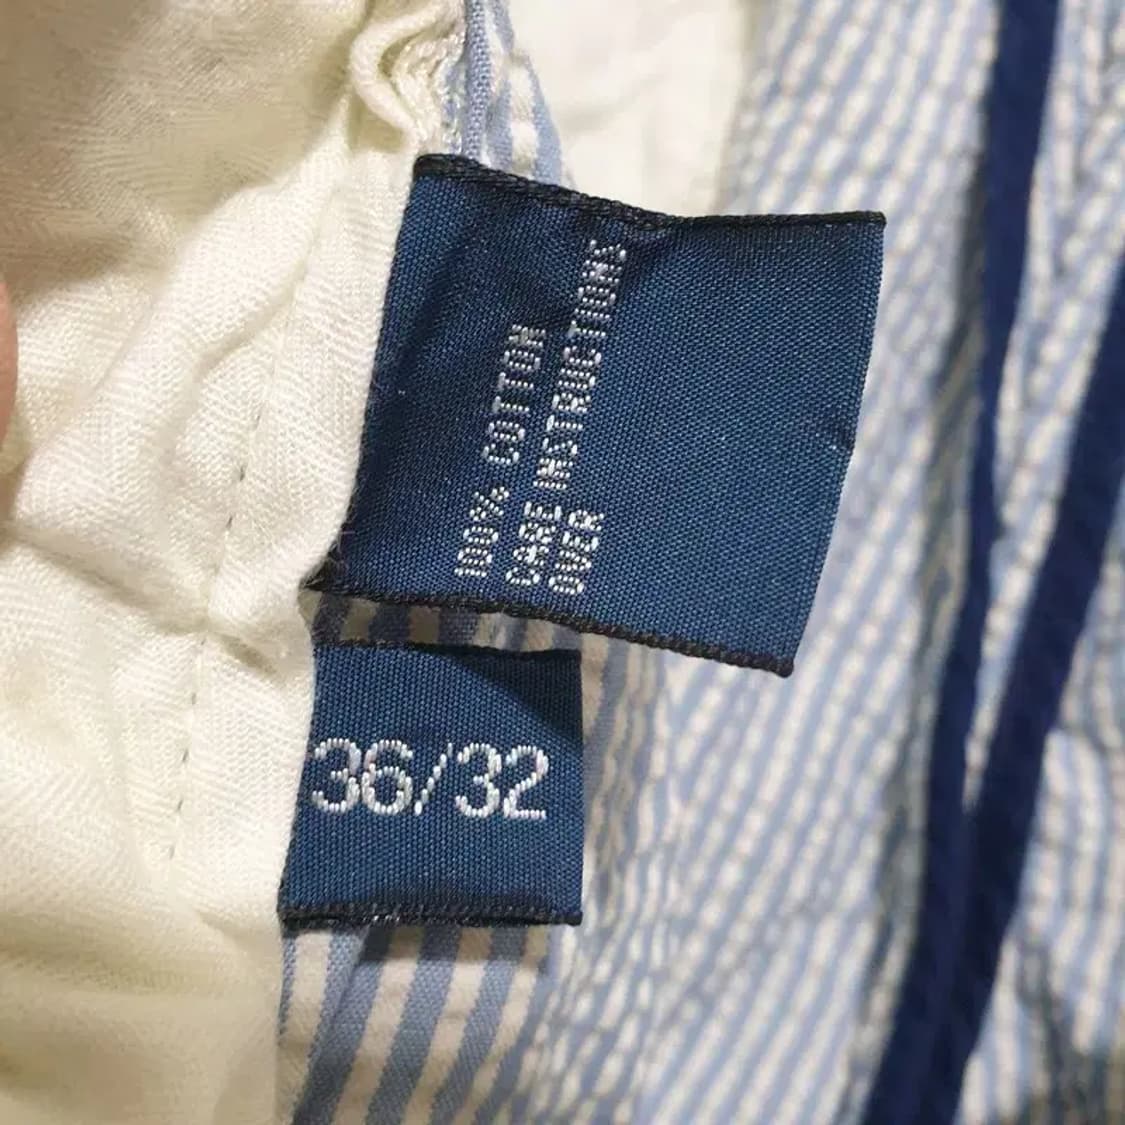 100% COTTON
CARE INSTRUCTIONS
OVER
36/32